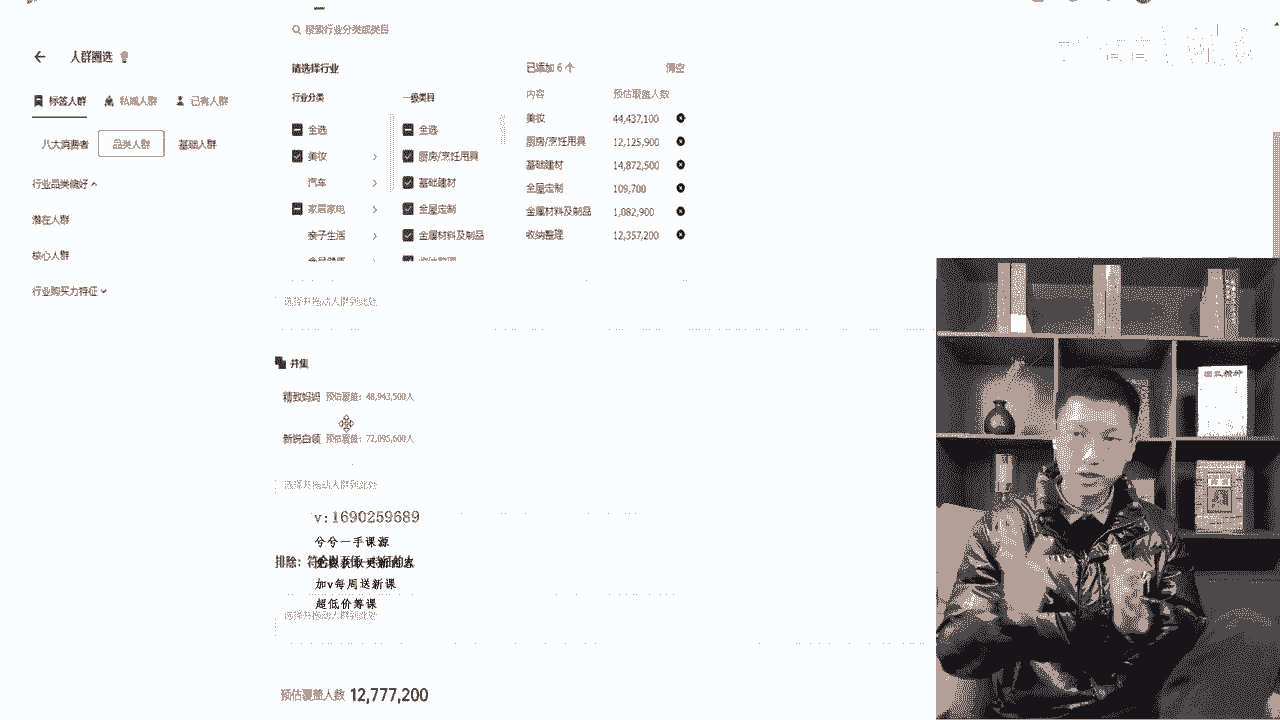 搜索行业分类或类目
人群圈选
请选择行业
已添加 6 个
清空
标签人群
私域人群
已有人群
行业分类
一级类目
内容
预估覆盖人数
八大消费者
品类人群
基础人群
全选
全选
美妆
厨房/烹饪用具
汽车
基础建材
家居家电
全屋定制
亲子生活
金属材料及制品
收纳整理
美妆 44,437,100
厨房/烹饪用具 12,125,900
基础建材 14,872,500
全屋定制 109,700
金属材料及制品 1,082,900
收纳整理 12,357,200
行业品类偏好
潜在人群
核心人群
行业购买力特征
选择并拖动人群到此处
并集
精致妈妈 预估覆盖：48,943,500人
新锐白领 预估覆盖：72,095,600人
选择并拖动人群到此处
v:1690259689
兮兮一手课源
排除：
加v每周送新课
超低价筹课
选择并拖动人群到此处
预估覆盖人数 12,777,200